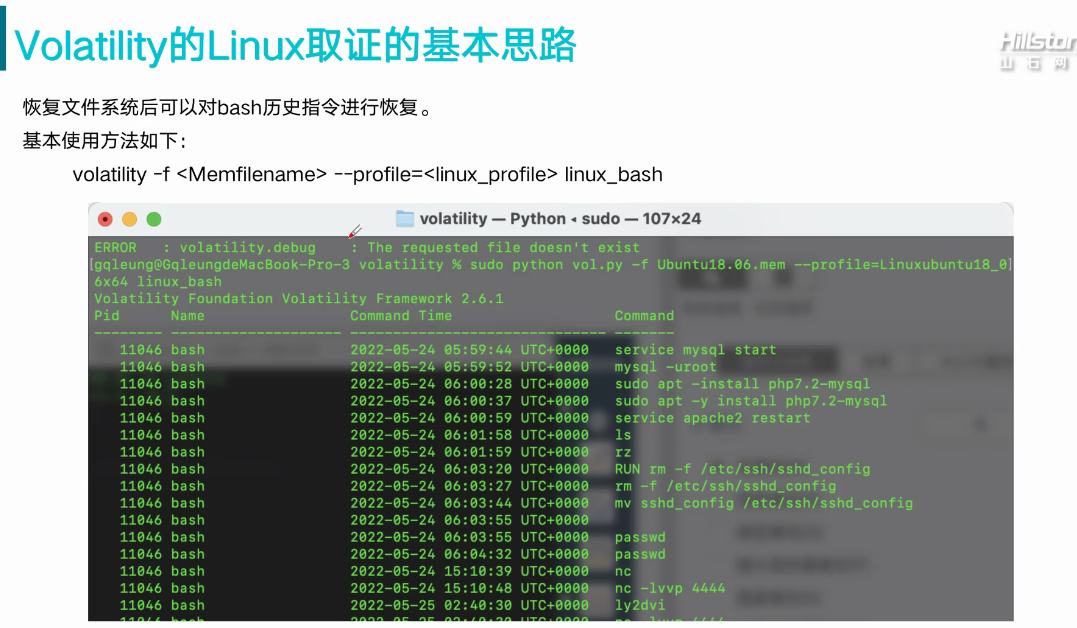 Volatility的Linux取证的基本思路
Hillstor
山石网
恢复文件系统后可以对bash历史指令进行恢复。
基本使用方法如下：
volatility -f <Memfilename> --profile=<linux_profile> linux_bash
volatility — Python ◂ sudo — 107×24
ERROR   : volatility.debug    : The requested file doesn't exist
[gqleung@GqleungdeMacBook-Pro-3 volatility % sudo python vol.py -f Ubuntu18.06.mem --profile=Linuxubuntu18_0]
6x64 linux_bash
Volatility Foundation Volatility Framework 2.6.1
Pid      Name                 Command Time                   Command
-------- -------------------- ------------------------------ -------
11046 bash                 2022-05-24 05:59:44 UTC+0000   service mysql start
11046 bash                 2022-05-24 05:59:52 UTC+0000   mysql -uroot
11046 bash                 2022-05-24 06:00:28 UTC+0000   sudo apt -install php7.2-mysql
11046 bash                 2022-05-24 06:00:37 UTC+0000   sudo apt -y install php7.2-mysql
11046 bash                 2022-05-24 06:00:59 UTC+0000   service apache2 restart
11046 bash                 2022-05-24 06:01:58 UTC+0000   ls
11046 bash                 2022-05-24 06:01:59 UTC+0000   rz
11046 bash                 2022-05-24 06:03:20 UTC+0000   RUN rm -f /etc/ssh/sshd_config
11046 bash                 2022-05-24 06:03:27 UTC+0000   rm -f /etc/ssh/sshd_config
11046 bash                 2022-05-24 06:03:44 UTC+0000   mv sshd_config /etc/ssh/sshd_config
11046 bash                 2022-05-24 06:03:55 UTC+0000
11046 bash                 2022-05-24 06:03:55 UTC+0000   passwd
11046 bash                 2022-05-24 06:04:32 UTC+0000   passwd
11046 bash                 2022-05-24 15:10:39 UTC+0000   nc
11046 bash                 2022-05-24 15:10:48 UTC+0000   nc -lvvp 4444
11046 bash                 2022-05-25 02:40:30 UTC+0000   ly2dvi